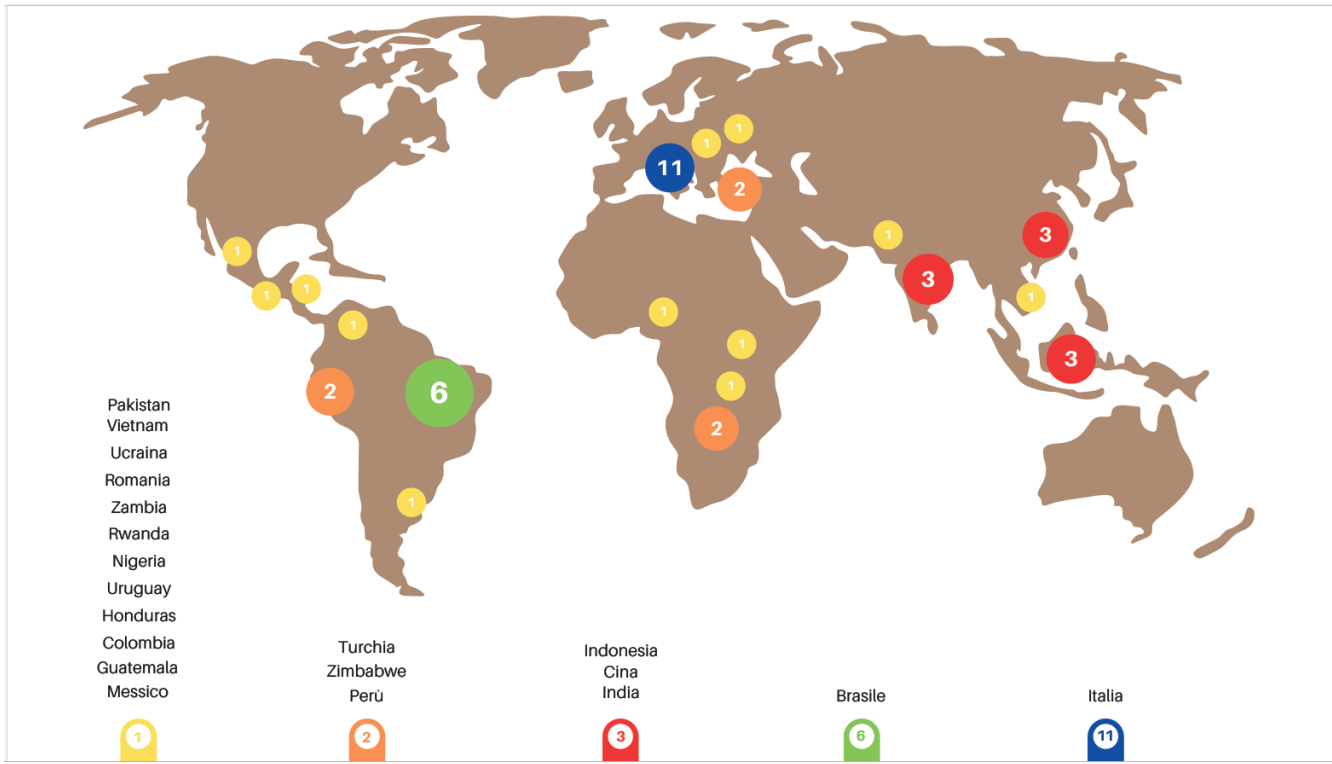 1
1
11
2
1
3
1
3
1
1
1
1
1
3
1
2
6
1
2
1
Pakistan
Vietnam
Ucraina
Romania
Zambia
Rwanda
Nigeria
Uruguay
Honduras
Colombia
Guatemala
Messico
1
Turchia
Zimbabwe
Perù
2
Indonesia
Cina
India
3
Brasile
6
Italia
11